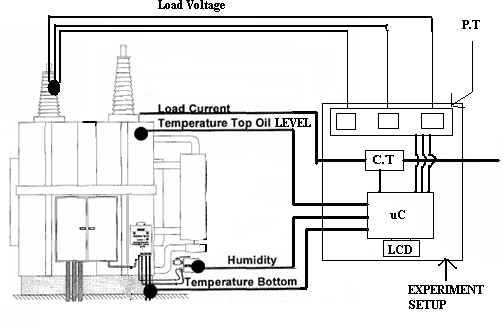 Load Voltage
P.T
Load Current
Temperature Top Oil LEVEL
C.T
uC
LCD
Humidity
Temperature Bottom
EXPERIMENT
SETUP